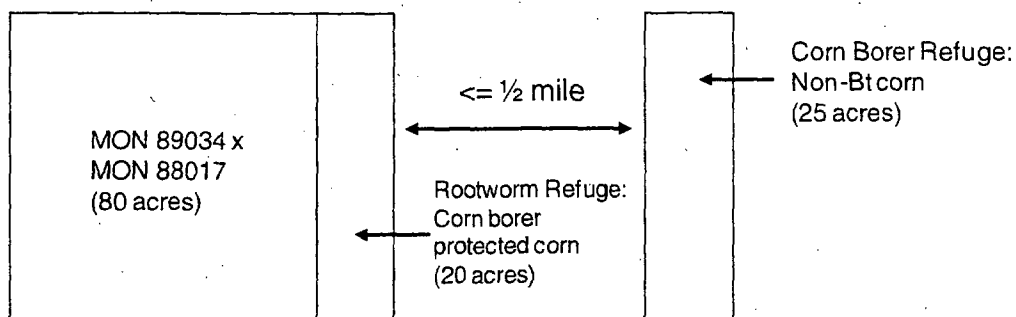 MON 89034 x
MON 88017
(80 acres)
<= ½ mile
Rootworm Refuge:
Corn borer
protected corn
(20 acres)
Corn Borer Refuge:
Non-Bt corn
(25 acres)